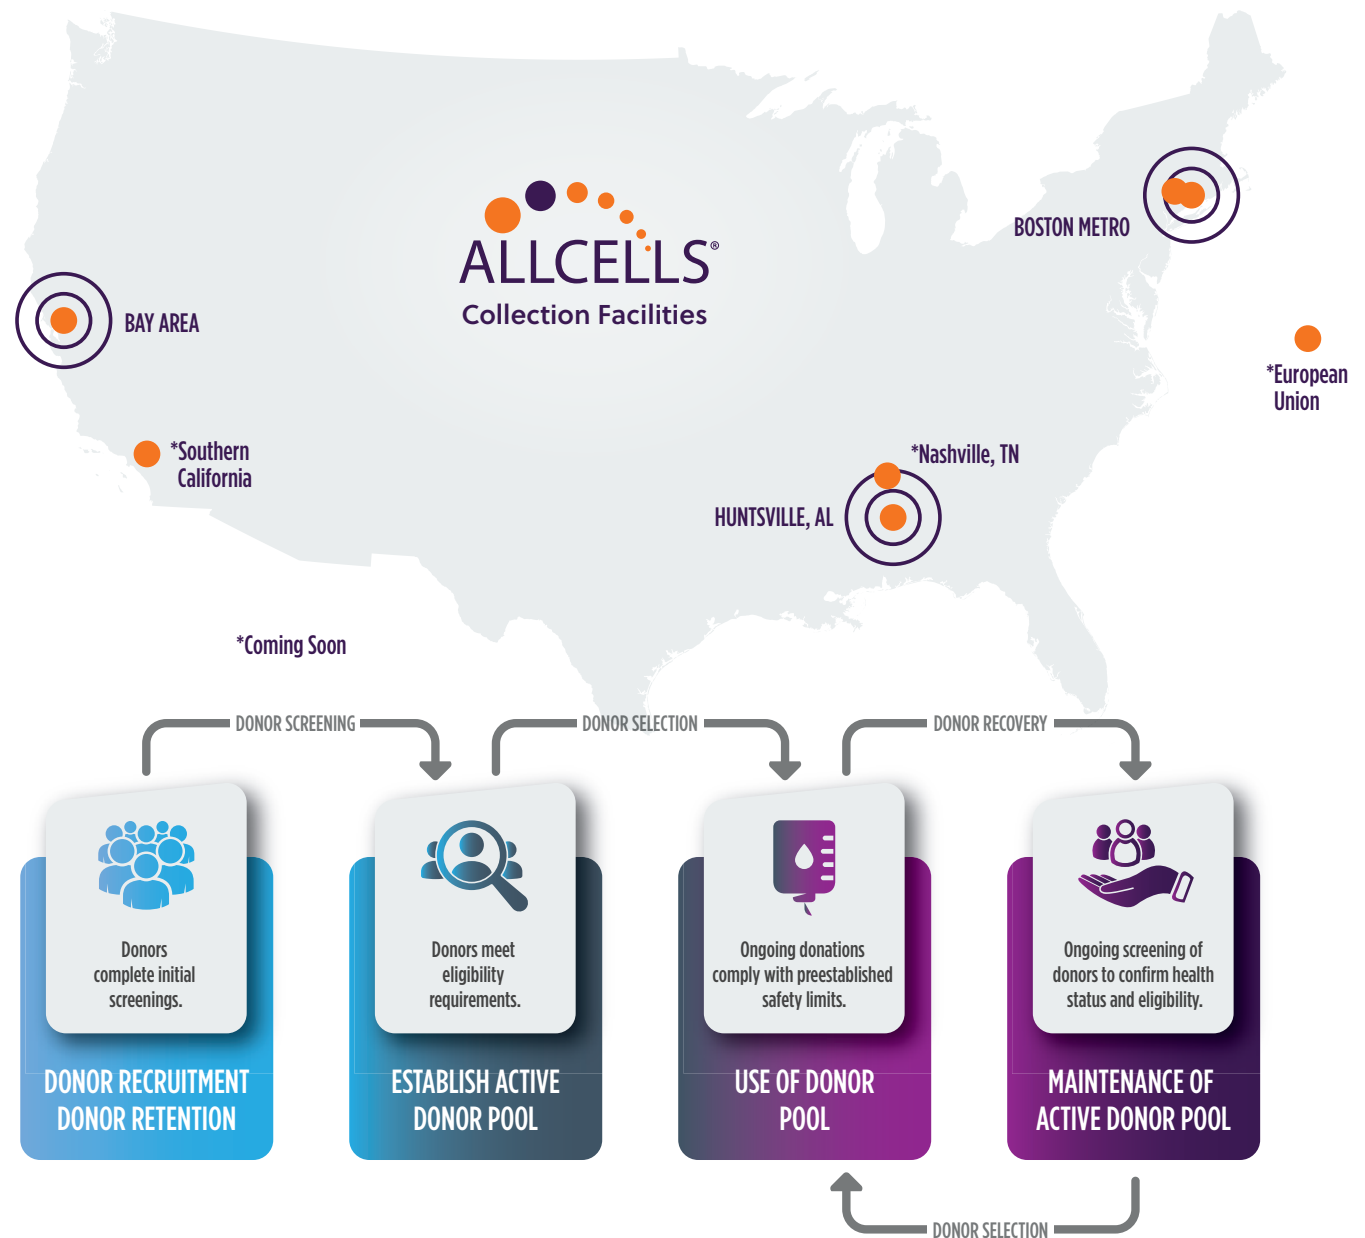 ALLCELLS®
Collection Facilities
BOSTON METRO
BAY AREA
*European
Union
*Southern
California
*Nashville, TN
HUNTSVILLE, AL
*Coming Soon
DONOR SCREENING
DONOR SELECTION
DONOR RECOVERY
Donors
complete initial
screenings.
DONOR RECRUITMENT
DONOR RETENTION
Donors meet
eligibility
requirements.
ESTABLISH ACTIVE
DONOR POOL
Ongoing donations
comply with preestablished
safety limits.
USE OF DONOR
POOL
Ongoing screening of
donors to confirm health
status and eligibility.
MAINTENANCE OF
ACTIVE DONOR POOL
DONOR SELECTION